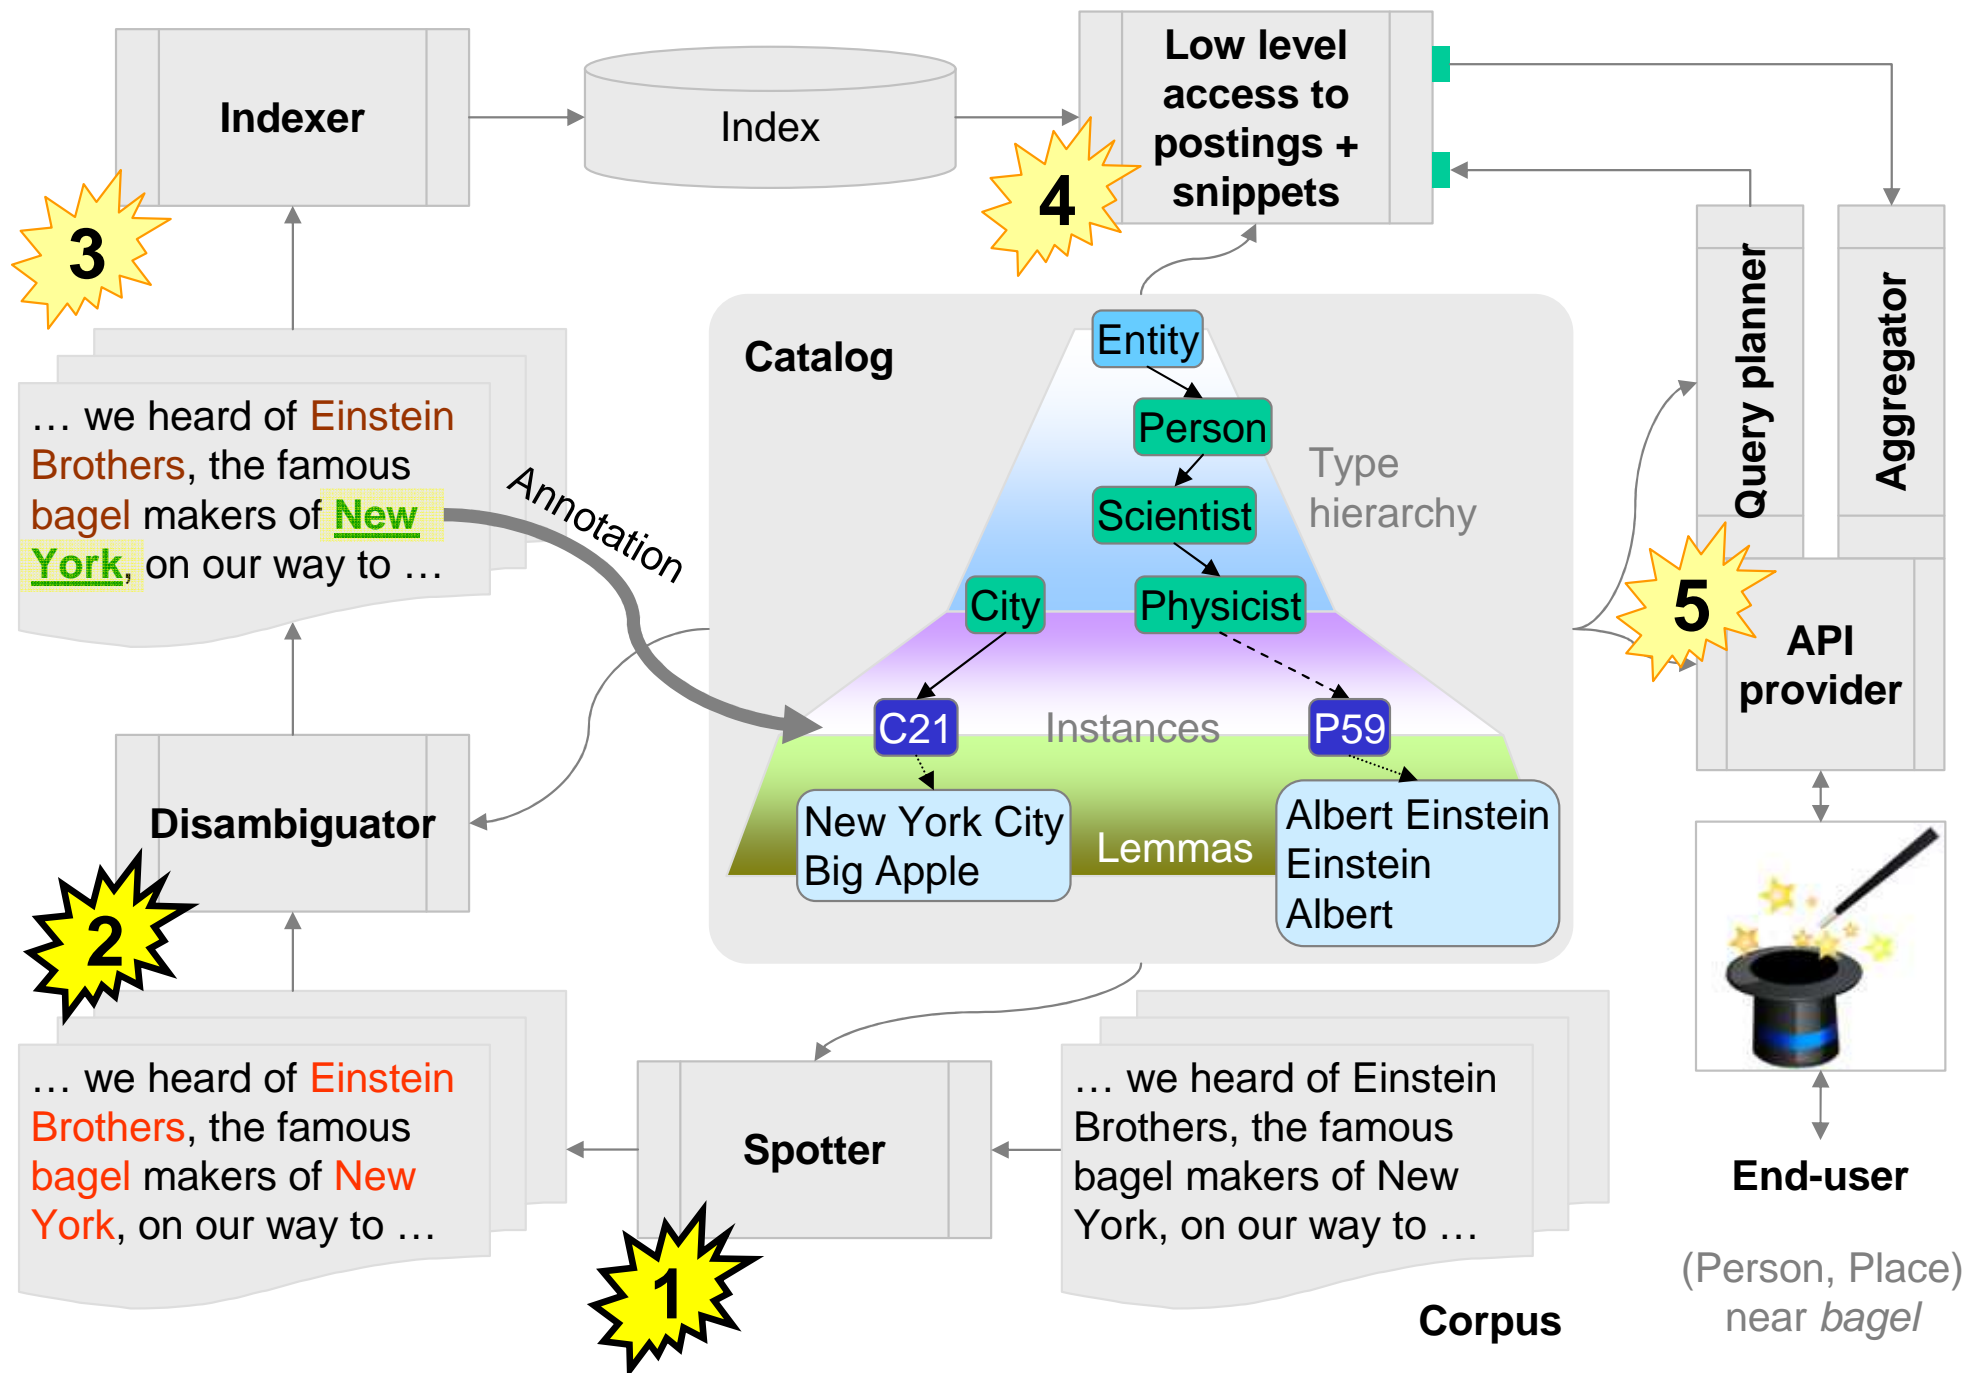 Indexer
Index
Low level
access to
postings +
snippets
3
4
… we heard of Einstein
Brothers, the famous
bagel makers of New
York, on our way to …
Annotation
Catalog
Entity
Person
Scientist
Physicist
City
Type
hierarchy
C21
Instances
P59
New York City
Big Apple
Lemmas
Albert Einstein
Einstein
Albert
Query planner
Aggregator
5
API
provider
Disambiguator
2
… we heard of Einstein
Brothers, the famous
bagel makers of New
York, on our way to …
Spotter
1
… we heard of Einstein
Brothers, the famous
bagel makers of New
York, on our way to …
Corpus
End-user
(Person, Place)
near bagel